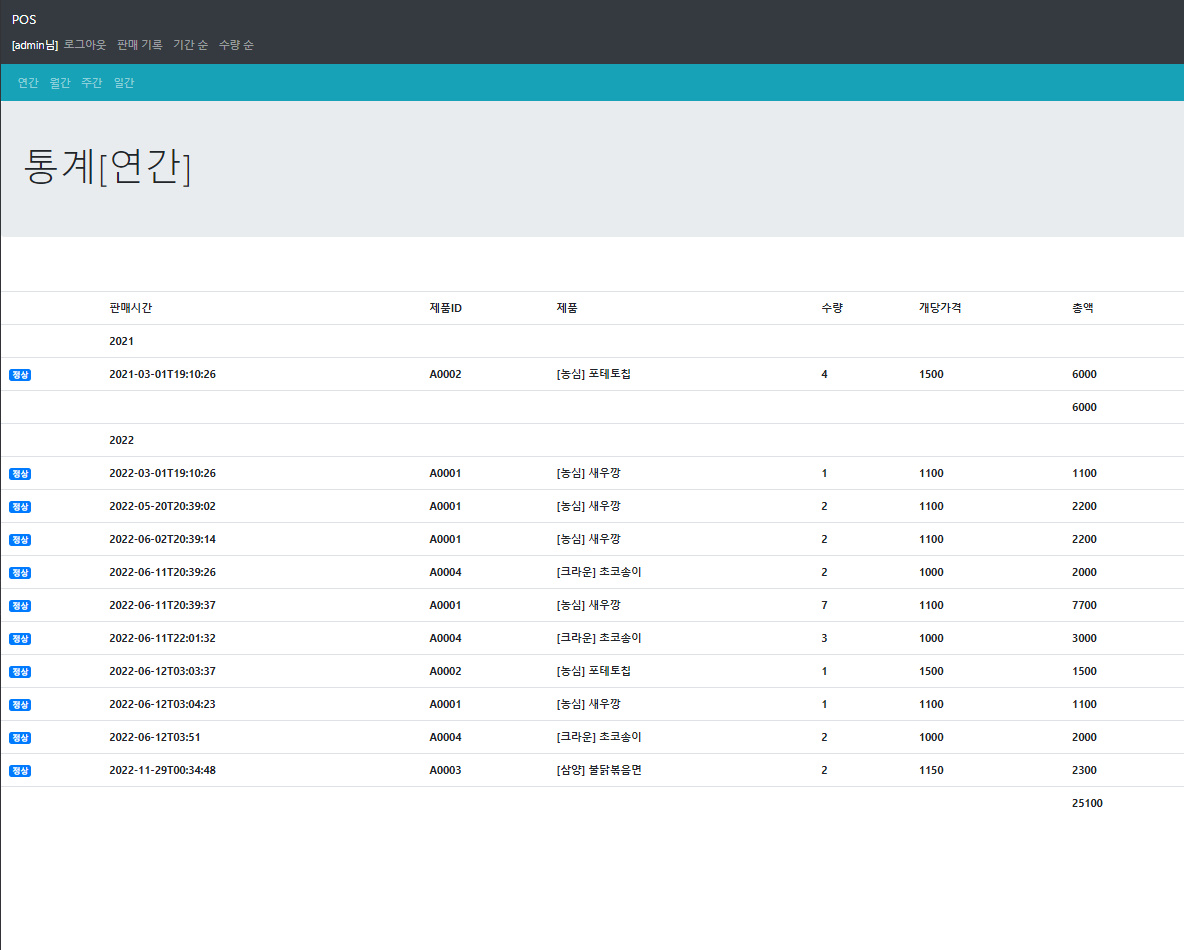 POS
[admin님] 로그아웃 판매 기록 기간 순 수량 순
연간 월간 주간 일간
통계[연간]
판매시간 제품ID 제품 수량 개당가격 총액
2021
정상 2021-03-01T19:10:26 A0002 [농심] 포테토칩 4 1500 6000
6000
2022
정상 2022-03-01T19:10:26 A0001 [농심] 새우깡 1 1100 1100
정상 2022-05-20T20:39:02 A0001 [농심] 새우깡 2 1100 2200
정상 2022-06-02T20:39:14 A0001 [농심] 새우깡 2 1100 2200
정상 2022-06-11T20:39:26 A0004 [크라운] 초코송이 2 1000 2000
정상 2022-06-11T20:39:37 A0001 [농심] 새우깡 7 1100 7700
정상 2022-06-11T22:01:32 A0004 [크라운] 초코송이 3 1000 3000
정상 2022-06-12T03:03:37 A0002 [농심] 포테토칩 1 1500 1500
정상 2022-06-12T03:04:23 A0001 [농심] 새우깡 1 1100 1100
정상 2022-06-12T03:51 A0004 [크라운] 초코송이 2 1000 2000
정상 2022-11-29T00:34:48 A0003 [삼양] 불닭볶음면 2 1150 2300
25100